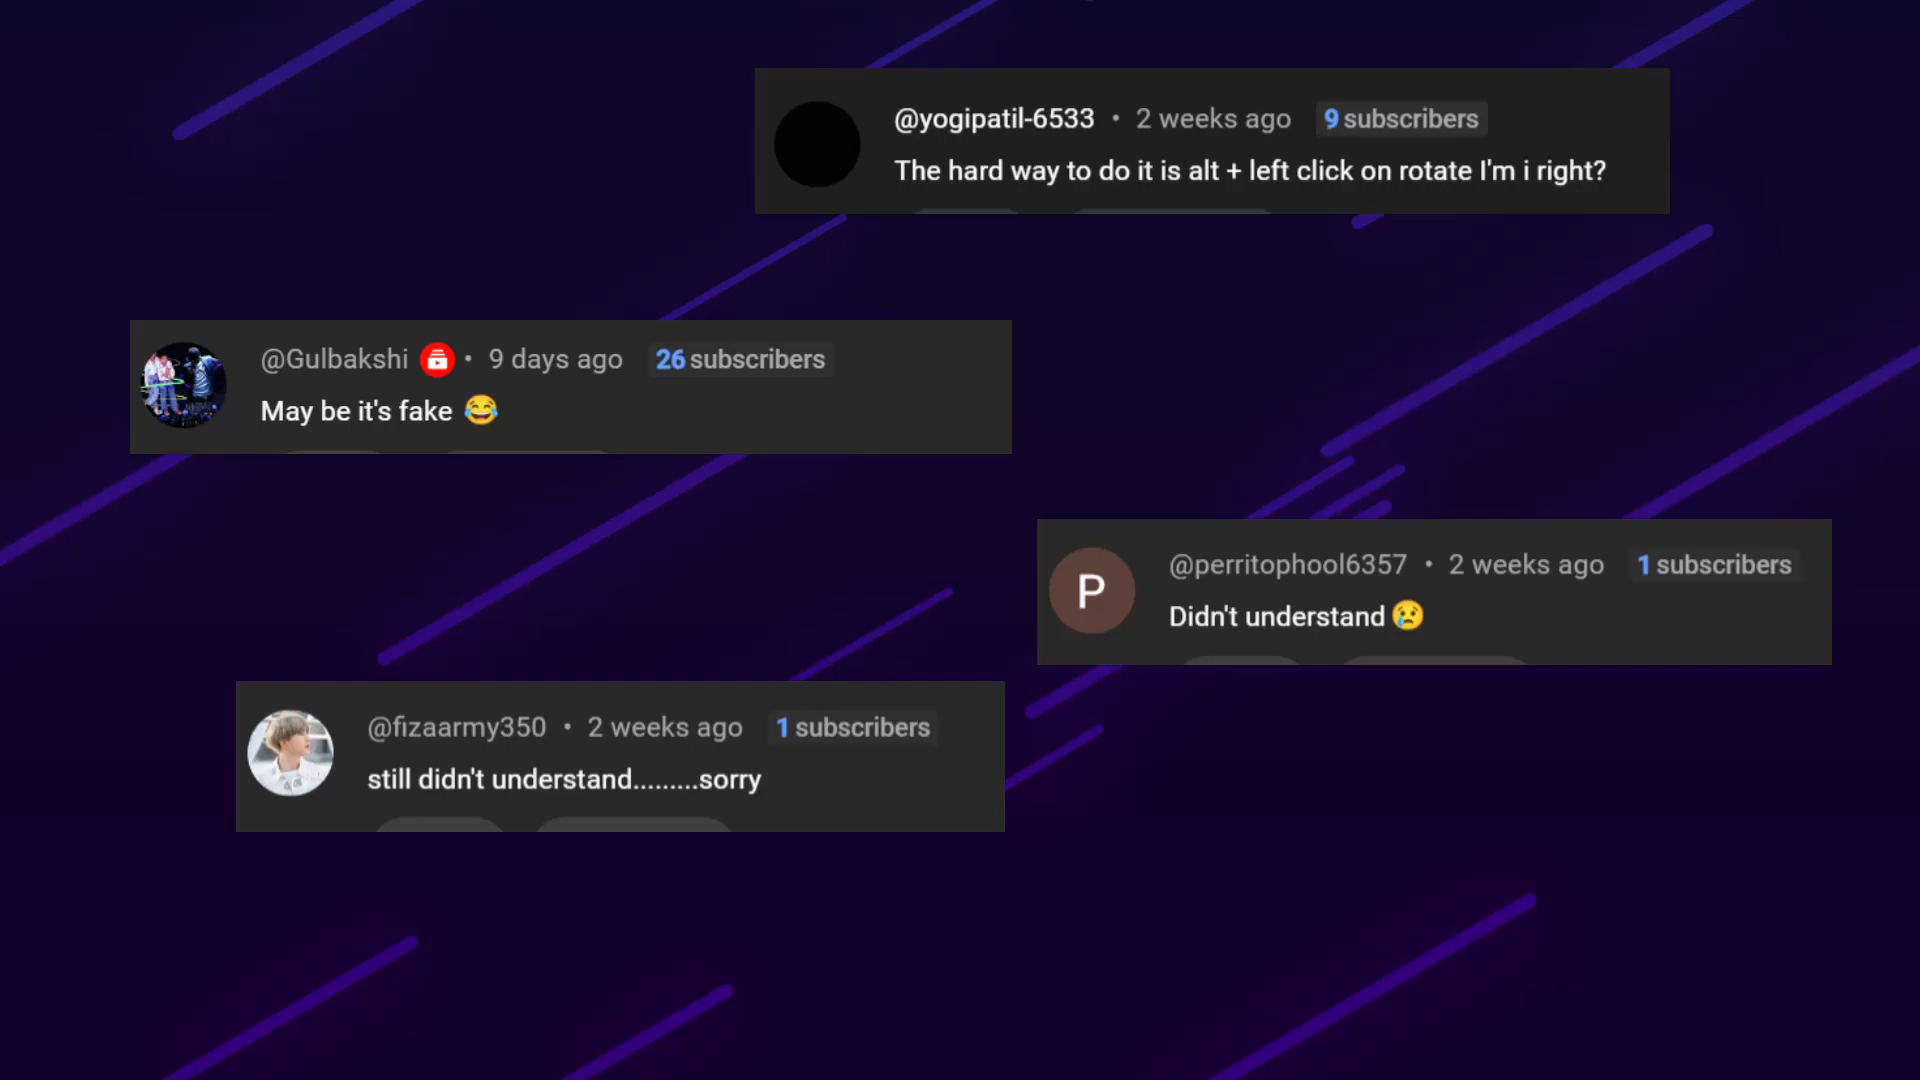 @yogipatil-6533 • 2 weeks ago 9 subscribers
The hard way to do it is alt + left click on rotate I'm i right?
@Gulbakshi • 9 days ago 26 subscribers
May be it's fake 😂
@perritophool6357 • 2 weeks ago 1 subscribers
P
Didn't understand 😢
@fizaarmy350 • 2 weeks ago 1 subscribers
still didn't understand.........sorry